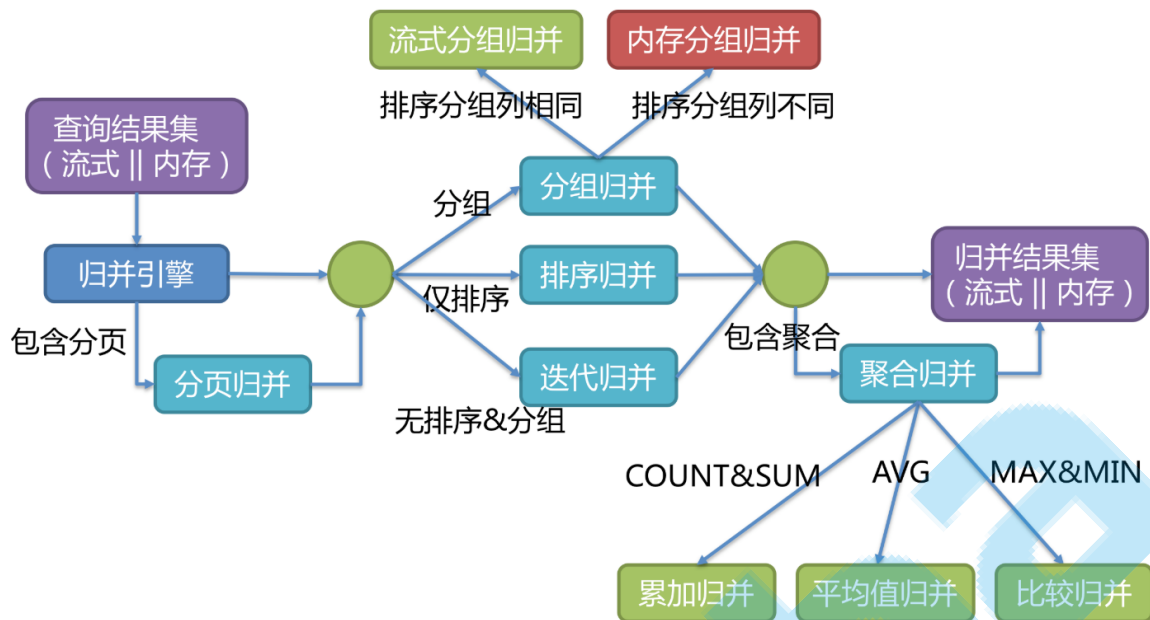 流式分组归并
内存分组归并
排序分组列相同
排序分组列不同
查询结果集
（ 流式 || 内存 ）
分组归并
分组
归并引擎
排序归并
仅排序
归并结果集
（ 流式 || 内存 ）
包含分页
包含聚合
分页归并
迭代归并
聚合归并
无排序&分组
COUNT&SUM
AVG
MAX&MIN
累加归并
平均值归并
比较归并